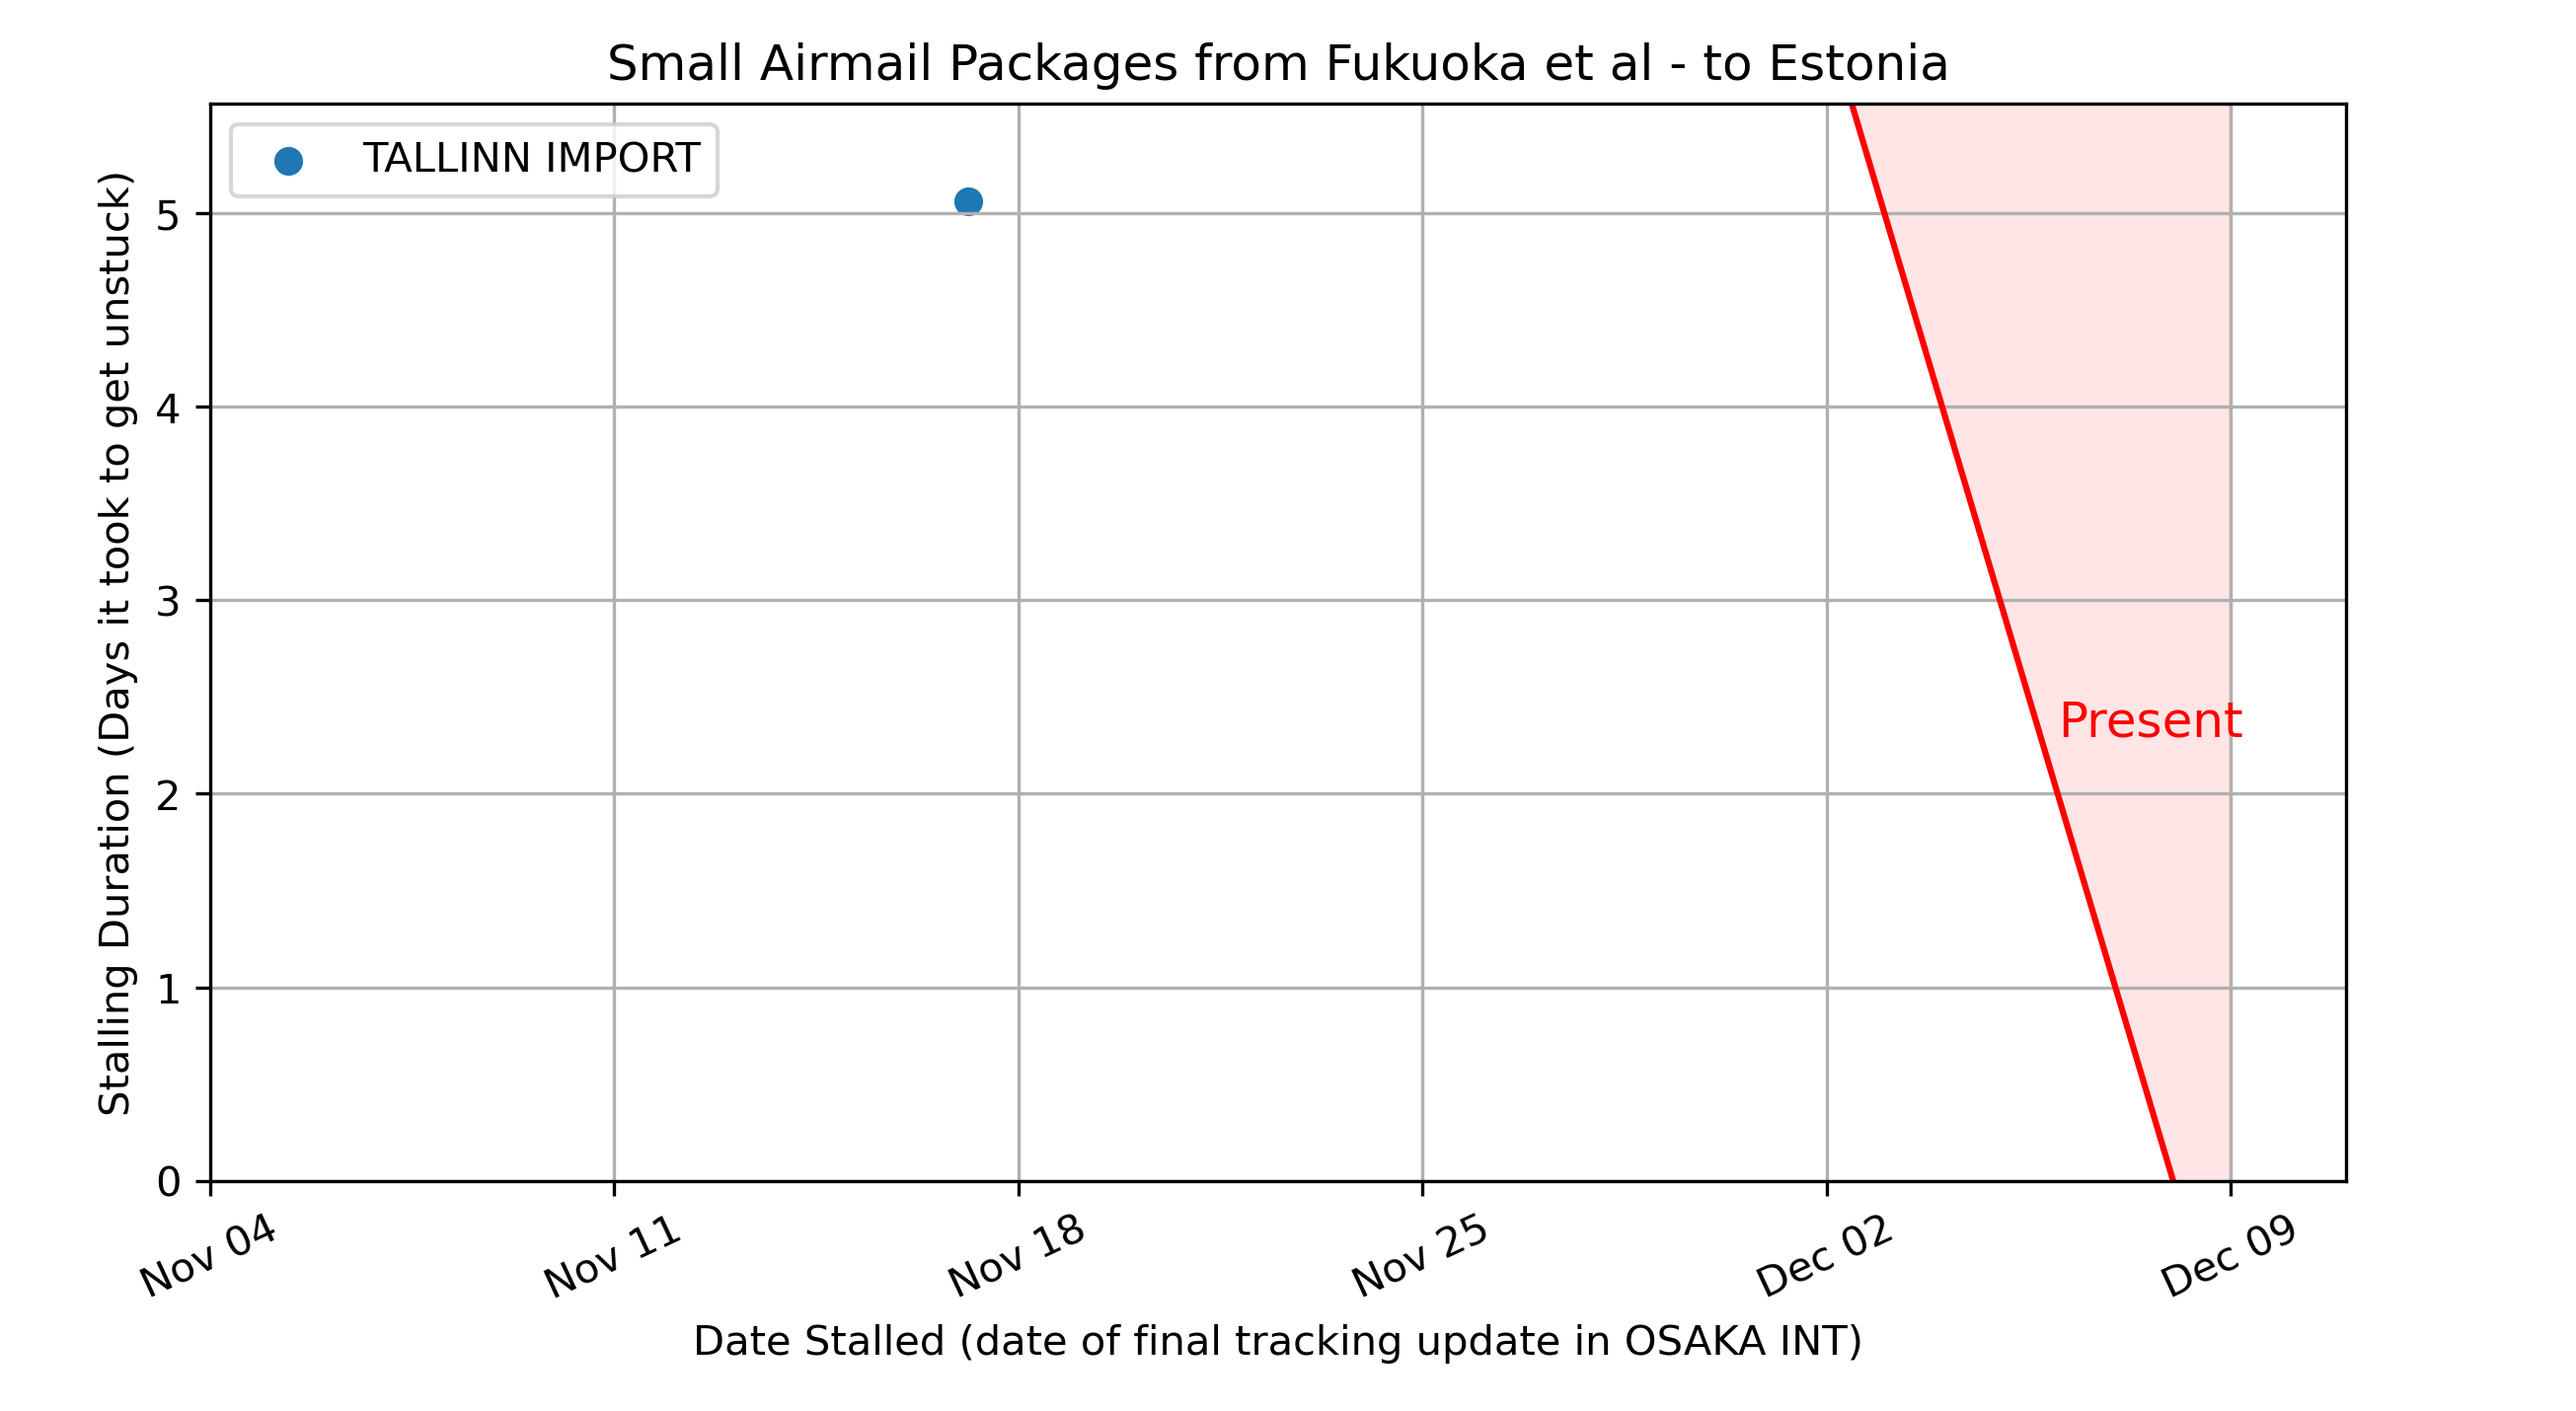 Small Airmail Packages from Fukuoka et al - to Estonia
TALLINN IMPORT
Stalling Duration (Days it took to get unstuck)
5
4
3
2
1
0
Present
Nov 04
Nov 11
Nov 18
Nov 25
Dec 02
Dec 09
Date Stalled (date of final tracking update in OSAKA INT)